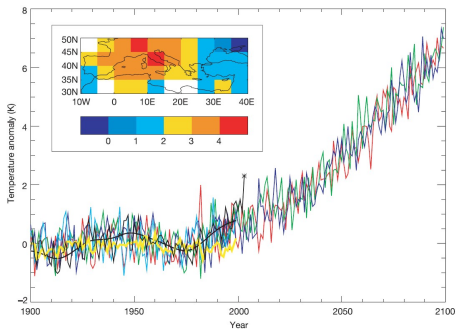 8
6
4
2
0
−2
Temperature anomaly (K)
50N
45N
40N
35N
30N
10W 0 10E 20E 30E 40E
0 1 2 3 4
*
1900 1950 2000 2050 2100
Year